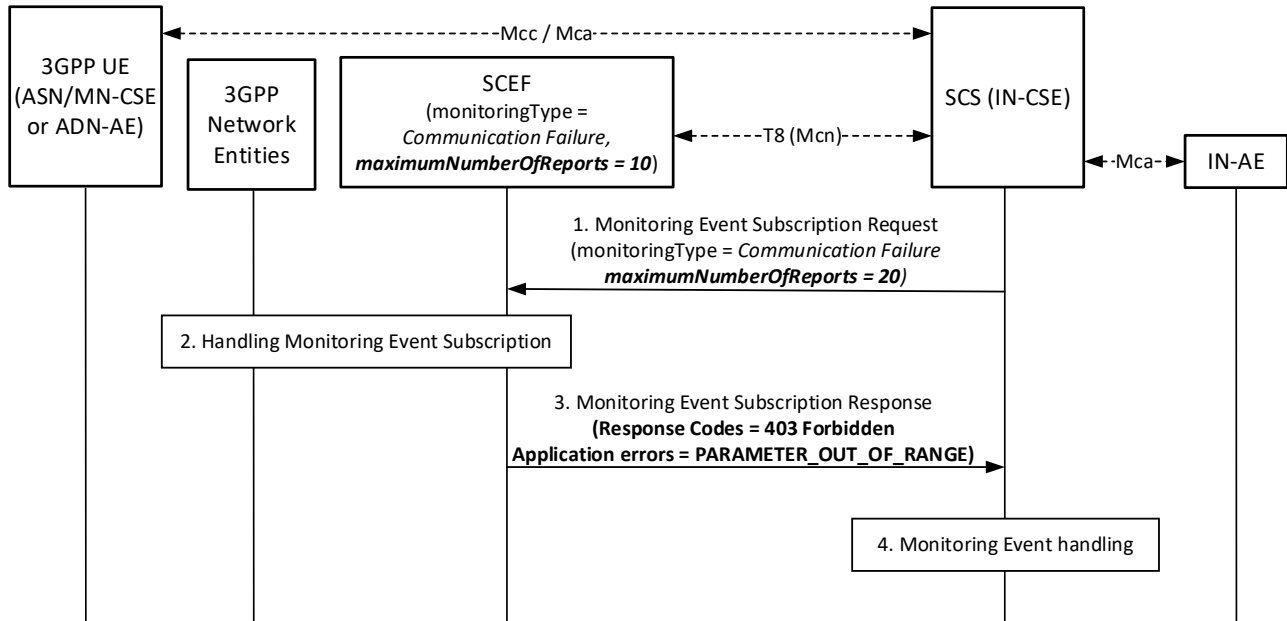 Mcc / Mca
3GPP UE
(ASN/MN-CSE
or ADN-AE)
3GPP
Network
Entities
SCEF
(monitoringType =
Communication Failure,
maximumNumberOfReports = 10)
T8 (Mcn)
SCS (IN-CSE)
Mca
IN-AE
1. Monitoring Event Subscription Request
(monitoringType = Communication Failure
maximumNumberOfReports = 20)
2. Handling Monitoring Event Subscription
3. Monitoring Event Subscription Response
(Response Codes = 403 Forbidden
Application errors = PARAMETER_OUT_OF_RANGE)
4. Monitoring Event handling